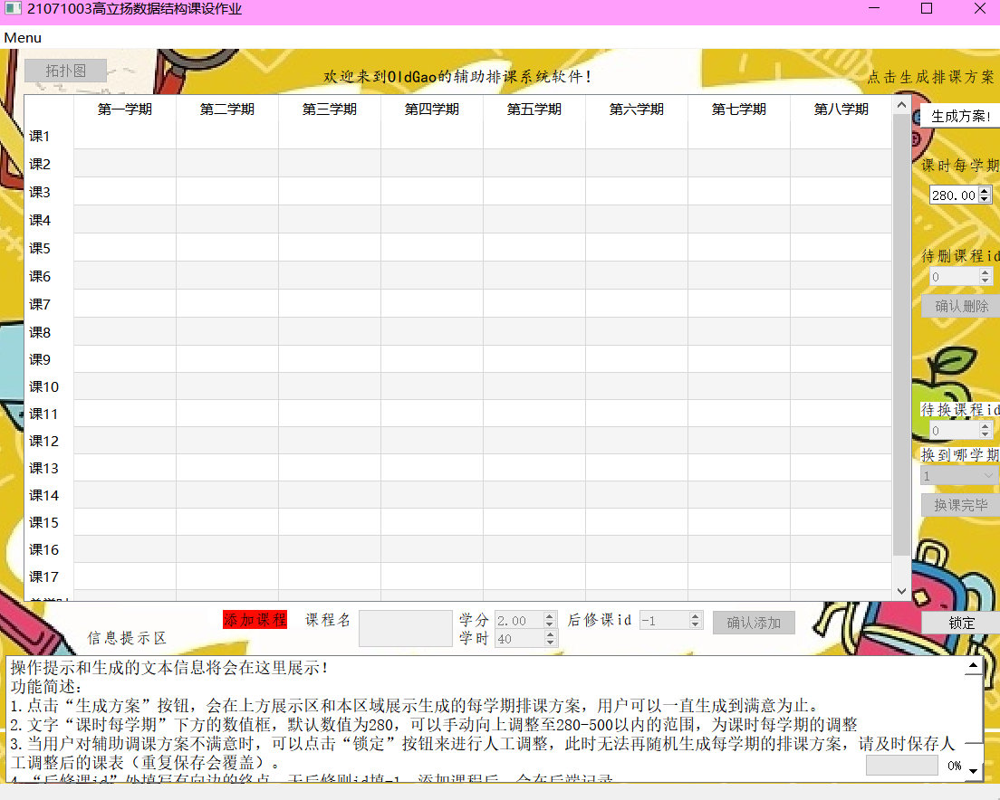 21071003高立扬数据结构课设作业
Menu
拓扑图
欢迎来到OldGao的辅助排课系统软件！
点击生成排课方案
第一学期 第二学期 第三学期 第四学期 第五学期 第六学期 第七学期 第八学期
生成方案!
课1
课2
课时每学期
课3
280.00
课4
课5
待删课程id
课6
0
课7
确认删除
课8
课9
课10
课11
待换课程id
0
课12
换到哪学期
课13
1
课14
换课完毕
课15
课16
课17
添加课程 课程名 学分 2.00 后修课id -1 确认添加 锁定
学时 40
信息提示区
操作提示和生成的文本信息将会在这里展示！
功能简述：
1.点击“生成方案”按钮，会在上方展示区和本区域展示生成的每学期排课方案，用户可以一直生成到满意为止。
2.文字“课时每学期”下方的数值框，默认数值为280，可以手动向上调整至280-500以内的范围，为课时每学期的调整
3.当用户对辅助调课方案不满意时，可以点击“锁定”按钮来进行人工调整，此时无法再随机生成每学期的排课方案，请及时保存人
工调整后的课表（重复保存会覆盖）。
0%
4.“后修课id”处填写有向边的终点，无后修则id填-1，添加课程后，会在后端记录